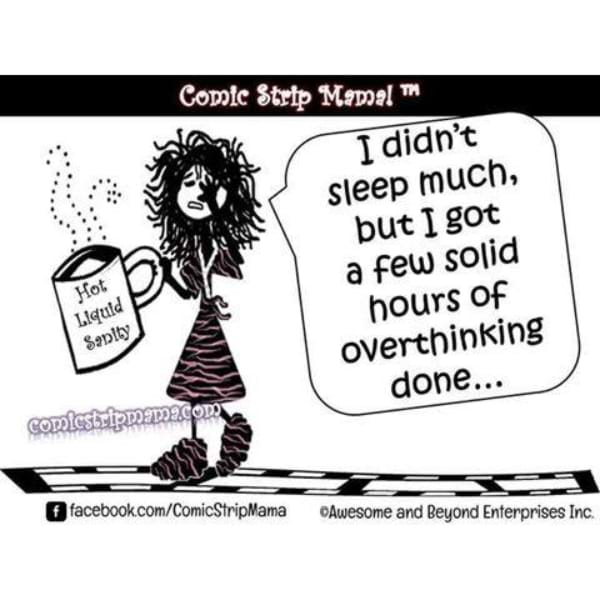 Comic Strip Mama! ™
I didn't
sleep much,
but I got
a few solid
hours of
overthinking
done...
Hot
Liquid
Sanity
comicstripmama.com
f facebook.com/ComicStripMama
©Awesome and Beyond Enterprises Inc.